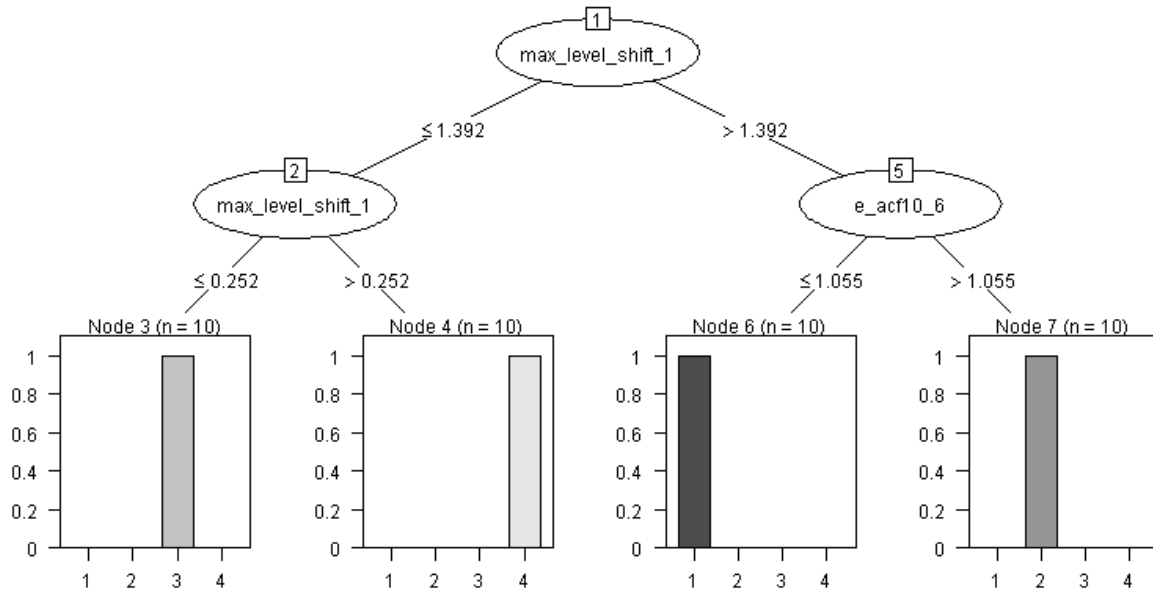 1
max_level_shift_1
≤ 1.392 > 1.392
2 5
max_level_shift_1 e_acf10_6
≤ 0.252 > 0.252 ≤ 1.055 > 1.055
Node 3 (n = 10) Node 4 (n = 10) Node 6 (n = 10) Node 7 (n = 10)
1 1 1 1
0.8 0.8 0.8 0.8
0.6 0.6 0.6 0.6
0.4 0.4 0.4 0.4
0.2 0.2 0.2 0.2
0 0 0 0
1 2 3 4 1 2 3 4 1 2 3 4 1 2 3 4